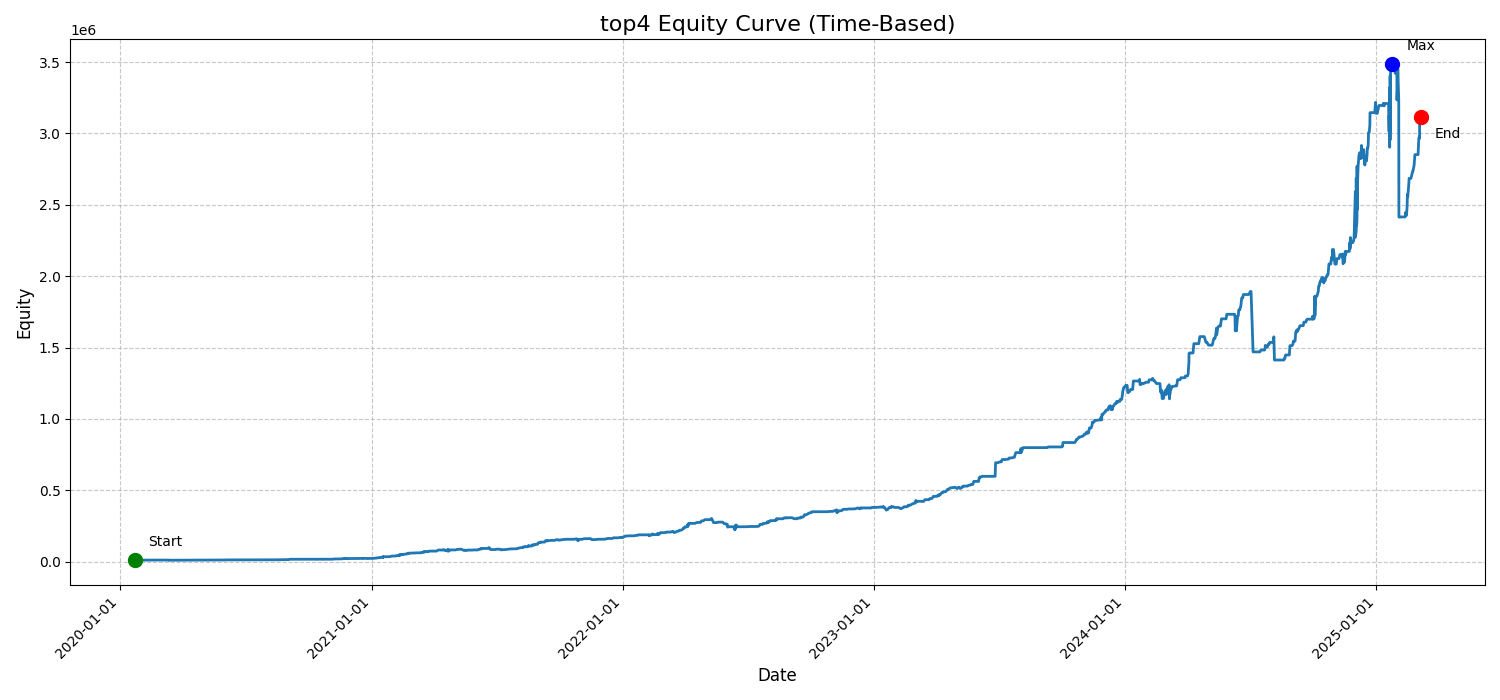 top4 Equity Curve (Time-Based)
1e6
Max
3.5
3.0
End
2.5
2.0
Equity
1.5
1.0
0.5
Start
0.0
2020-01-01
2021-01-01
2022-01-01
2023-01-01
2024-01-01
2025-01-01
Date